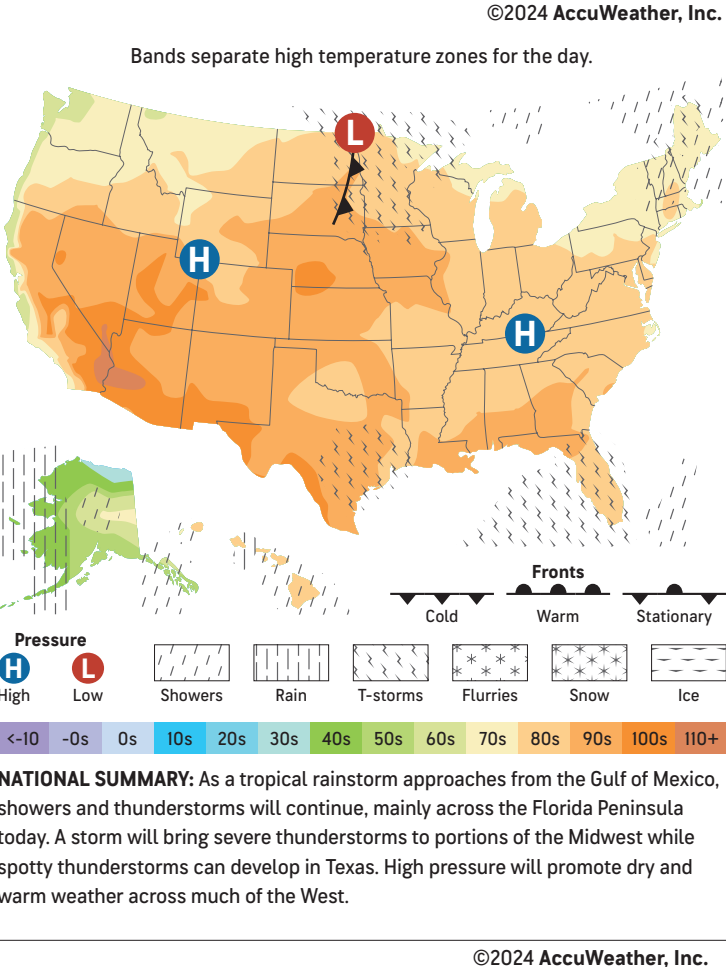 ©2024 AccuWeather, Inc.
Bands separate high temperature zones for the day.
L
H
H
Fronts
Cold Warm Stationary
Pressure
H L
High Low Showers Rain T-storms Flurries Snow Ice
<-10 -0s 0s 10s 20s 30s 40s 50s 60s 70s 80s 90s 100s 110+
NATIONAL SUMMARY: As a tropical rainstorm approaches from the Gulf of Mexico,
showers and thunderstorms will continue, mainly across the Florida Peninsula
today. A storm will bring severe thunderstorms to portions of the Midwest while
spotty thunderstorms can develop in Texas. High pressure will promote dry and
warm weather across much of the West.
©2024 AccuWeather, Inc.